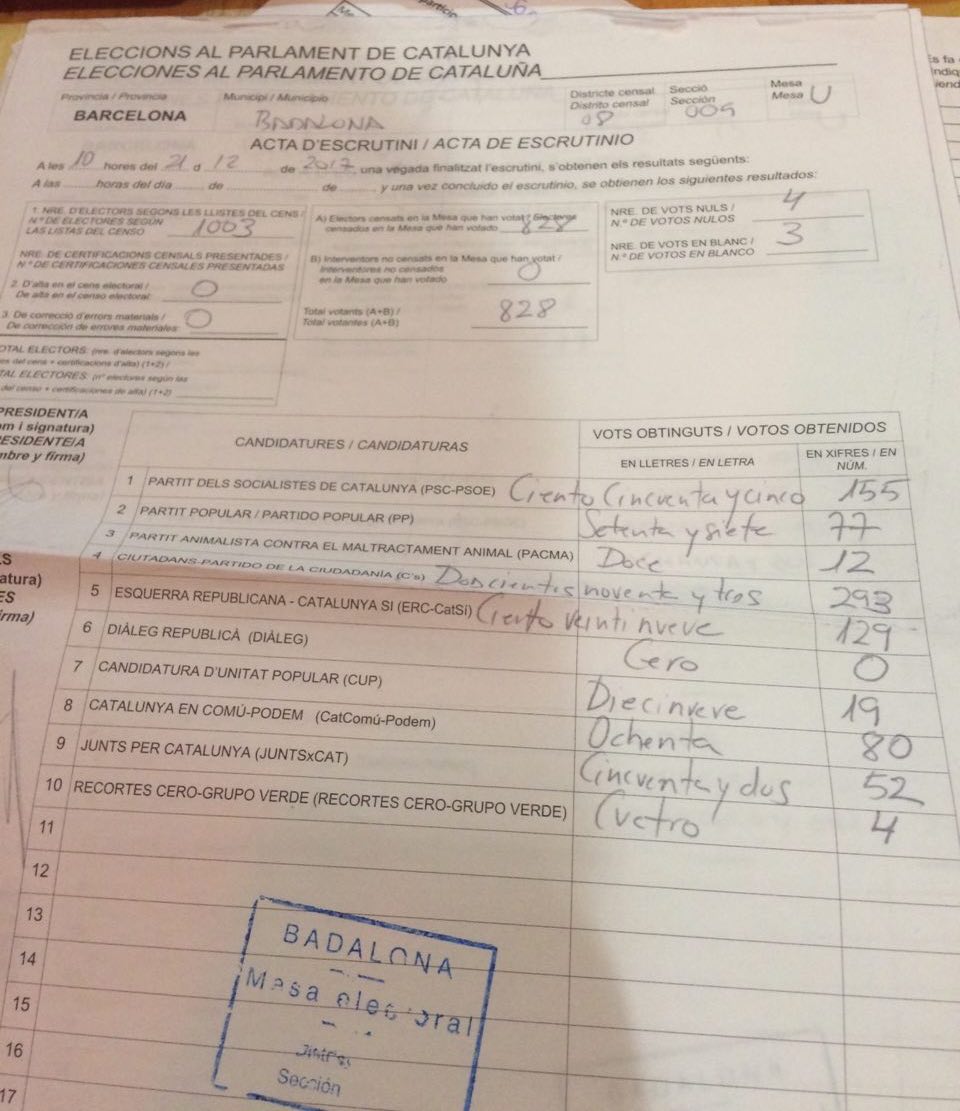 ELECCIONS AL PARLAMENT DE CATALUNYA
ELECCIONES AL PARLAMENTO DE CATALUÑA
Província / Provincia
Municipi / Municipio
Districte censal
Distrito censal
Secció
Sección
Mesa
Mesa U
BARCELONA
BADALONA
08
009
ACTA D'ESCRUTINI / ACTA DE ESCRUTINIO
A les 10 hores del 21 d 12 de 2017 una vegada finalitzat l'escrutini, s'obtenen els resultats següents:
A las ........ horas del día ........ de ........ de ........ y una vez concluido el escrutinio, se obtienen los siguientes resultados:
1. NRE. D'ELECTORS SEGONS LES LLISTES DEL CENS /
N.º DE ELECTORES SEGÚN
LAS LISTAS DEL CENSO 1003
NRE. DE CERTIFICACIONS CENSALS PRESENTADES /
N.º DE CERTIFICACIONES CENSALES PRESENTADAS
2. D'alta en el cens electoral /
De alta en el censo electoral: 0
3. De correcció d'errors materials /
De corrección de errores materiales: 0
OTAL ELECTORS: (nre. d'electors segons les
es del cens + certificacions d'alta) (1+2) /
TAL ELECTORES: (nº electores según las
del censo + certificaciones de alta) (1+2)
A) Electors censats en la Mesa que han votat / Electores
censados en la Mesa que han votado 828
B) Interventors no censats en la Mesa que han votat /
Interventores no censados
en la Mesa que han votado 0
Total votants (A+B) /
Total votantes (A+B) 828
NRE. DE VOTS NULS /
N.º DE VOTOS NULOS 4
NRE. DE VOTS EN BLANC /
N.º DE VOTOS EN BLANCO 3
PRESIDENT/A
om i signatura)
RESIDENTE/A
mbre y firma)
CANDIDATURES / CANDIDATURAS
VOTS OBTINGUTS / VOTOS OBTENIDOS
EN LLETRES / EN LETRA
EN XIFRES / EN
NÚM.
1 PARTIT DELS SOCIALISTES DE CATALUNYA (PSC-PSOE) Ciento Cincuenta y cinco 155
2 PARTIT POPULAR / PARTIDO POPULAR (PP) Setenta y siete 77
3 PARTIT ANIMALISTA CONTRA EL MALTRACTAMENT ANIMAL (PACMA) Doce 12
4 CIUTADANS-PARTIDO DE LA CIUDADANÍA (C's) Doscientos noventa y tres 293
5 ESQUERRA REPUBLICANA - CATALUNYA SI (ERC-CatSí) Ciento veintinueve 129
6 DIÀLEG REPUBLICÀ (DIÀLEG) Cero 0
7 CANDIDATURA D'UNITAT POPULAR (CUP) Diecinueve 19
8 CATALUNYA EN COMÚ-PODEM (CatComú-Podem) Ochenta 80
9 JUNTS PER CATALUNYA (JUNTSxCAT) Cincuenta y dos 52
10 RECORTES CERO-GRUPO VERDE (RECORTES CERO-GRUPO VERDE) Cuatro 4
11
12
13
14
15
16
17
BADALONA
Mesa electoral
Sección